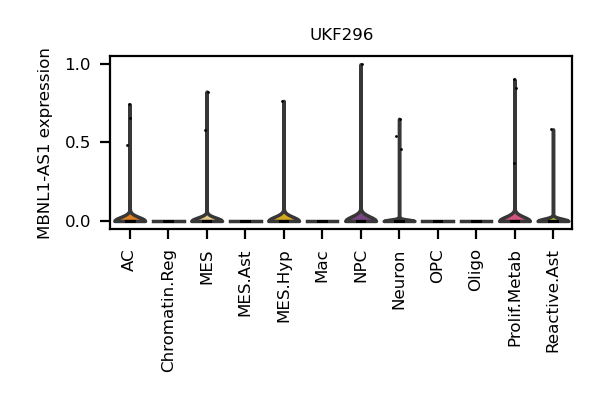 UKF296
MBNL1-AS1 expression
1.0
0.5
0.0
AC
Chromatin.Reg
MES
MES.Ast
MES.Hyp
Mac
NPC
Neuron
OPC
Oligo
Prolif.Metab
Reactive.Ast